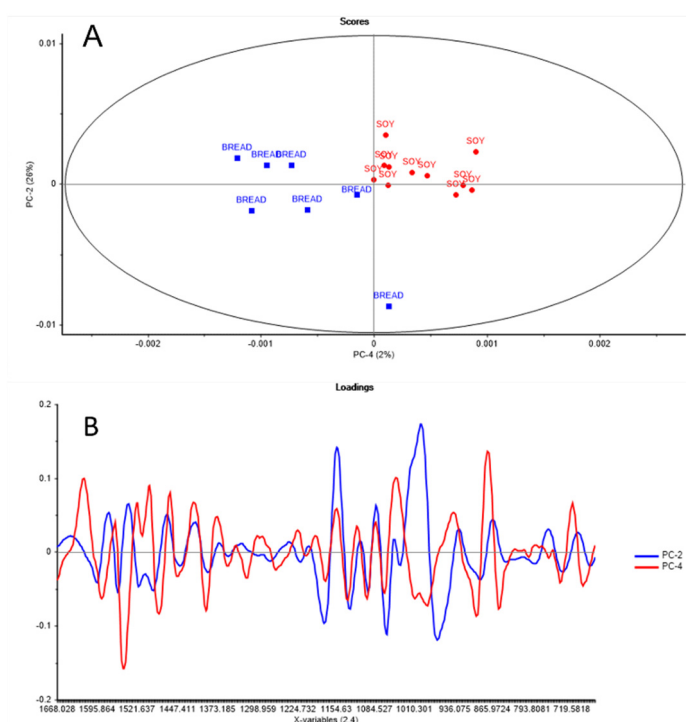 Scores
A
0.01
SOY
SOY
BREAD
BREAD
BREAD
SOY
SOY
SOY
SOY
SOY
SOY
SOY
SOY
SOY
PC-2 (26%)
0
BREAD
BREAD
BREAD
BREAD
-0.01
-0.002
-0.001
0
0.001
0.002
PC-4 (2%)
Loadings
0.2
B
0.1
0
PC-2
PC-4
-0.1
-0.2
1668.028 1595.864 1521.637 1447.411 1373.185 1298.959 1224.732 1154.63 1084.527 1010.301 936.075 865.9724 793.8081 719.5818
X-variables (2,4)